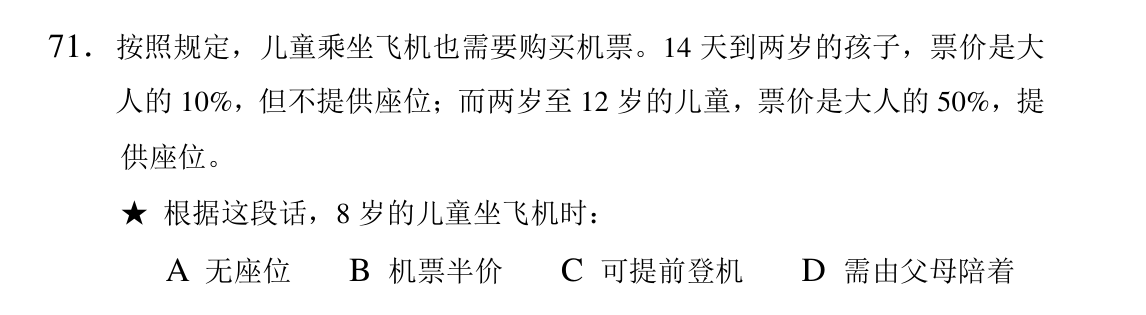 71. 按照规定，儿童乘坐飞机也需要购买机票。14 天到两岁的孩子，票价是大
人的 10%，但不提供座位；而两岁至 12 岁的儿童，票价是大人的 50%，提
供座位。
★ 根据这段话，8 岁的儿童坐飞机时：
A 无座位 B 机票半价 C 可提前登机 D 需由父母陪着